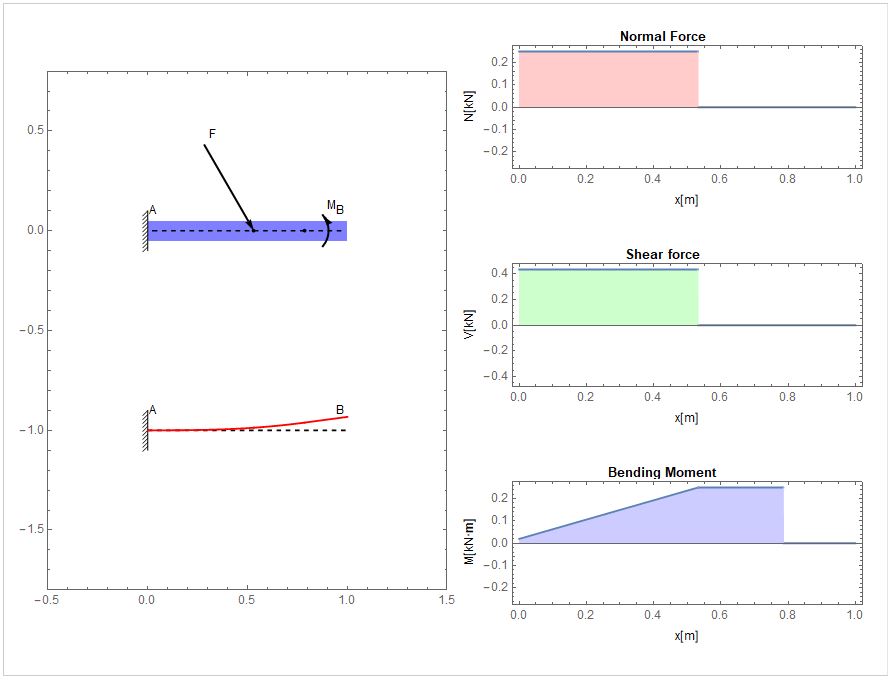 F
A
M
B
0.5
0.0
−0.5
−1.0
−1.5
A
B
−0.5 0.0 0.5 1.0 1.5
Normal Force
N[kN]
0.2
0.1
0.0
−0.1
−0.2
0.0 0.2 0.4 0.6 0.8 1.0
x[m]
Shear force
V[kN]
0.4
0.2
0.0
−0.2
−0.4
0.0 0.2 0.4 0.6 0.8 1.0
x[m]
Bending Moment
M[kN·m]
0.2
0.1
0.0
−0.1
−0.2
0.0 0.2 0.4 0.6 0.8 1.0
x[m]